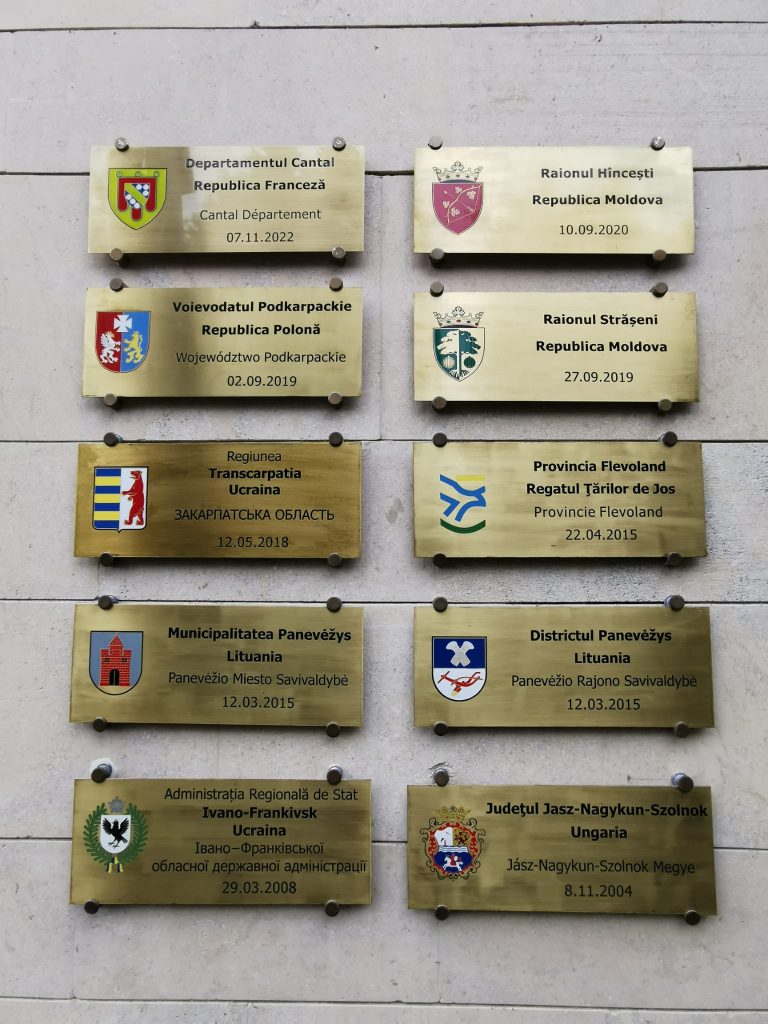 Departamentul Cantal
Republica Franceză
Cantal Département
07.11.2022
Raionul Hîncești
Republica Moldova
10.09.2020
Voievodatul Podkarpackie
Republica Polonă
Województwo Podkarpackie
02.09.2019
Raionul Strășeni
Republica Moldova
27.09.2019
Regiunea
Transcarpatia
Ucraina
ЗАКАРПАТСЬКА ОБЛАСТЬ
12.05.2018
Provincia Flevoland
Regatul Ţărilor de Jos
Provincie Flevoland
22.04.2015
Municipalitatea Panevėžys
Lituania
Panevėžio Miesto Savivaldybė
12.03.2015
Districtul Panevėžys
Lituania
Panevėžio Rajono Savivaldybė
12.03.2015
Administrația Regională de Stat
Ivano-Frankivsk
Ucraina
Івано–Франківської
обласної державної адміністрації
29.03.2008
Judeţul Jasz-Nagykun-Szolnok
Ungaria
Jász-Nagykun-Szolnok Megye
8.11.2004